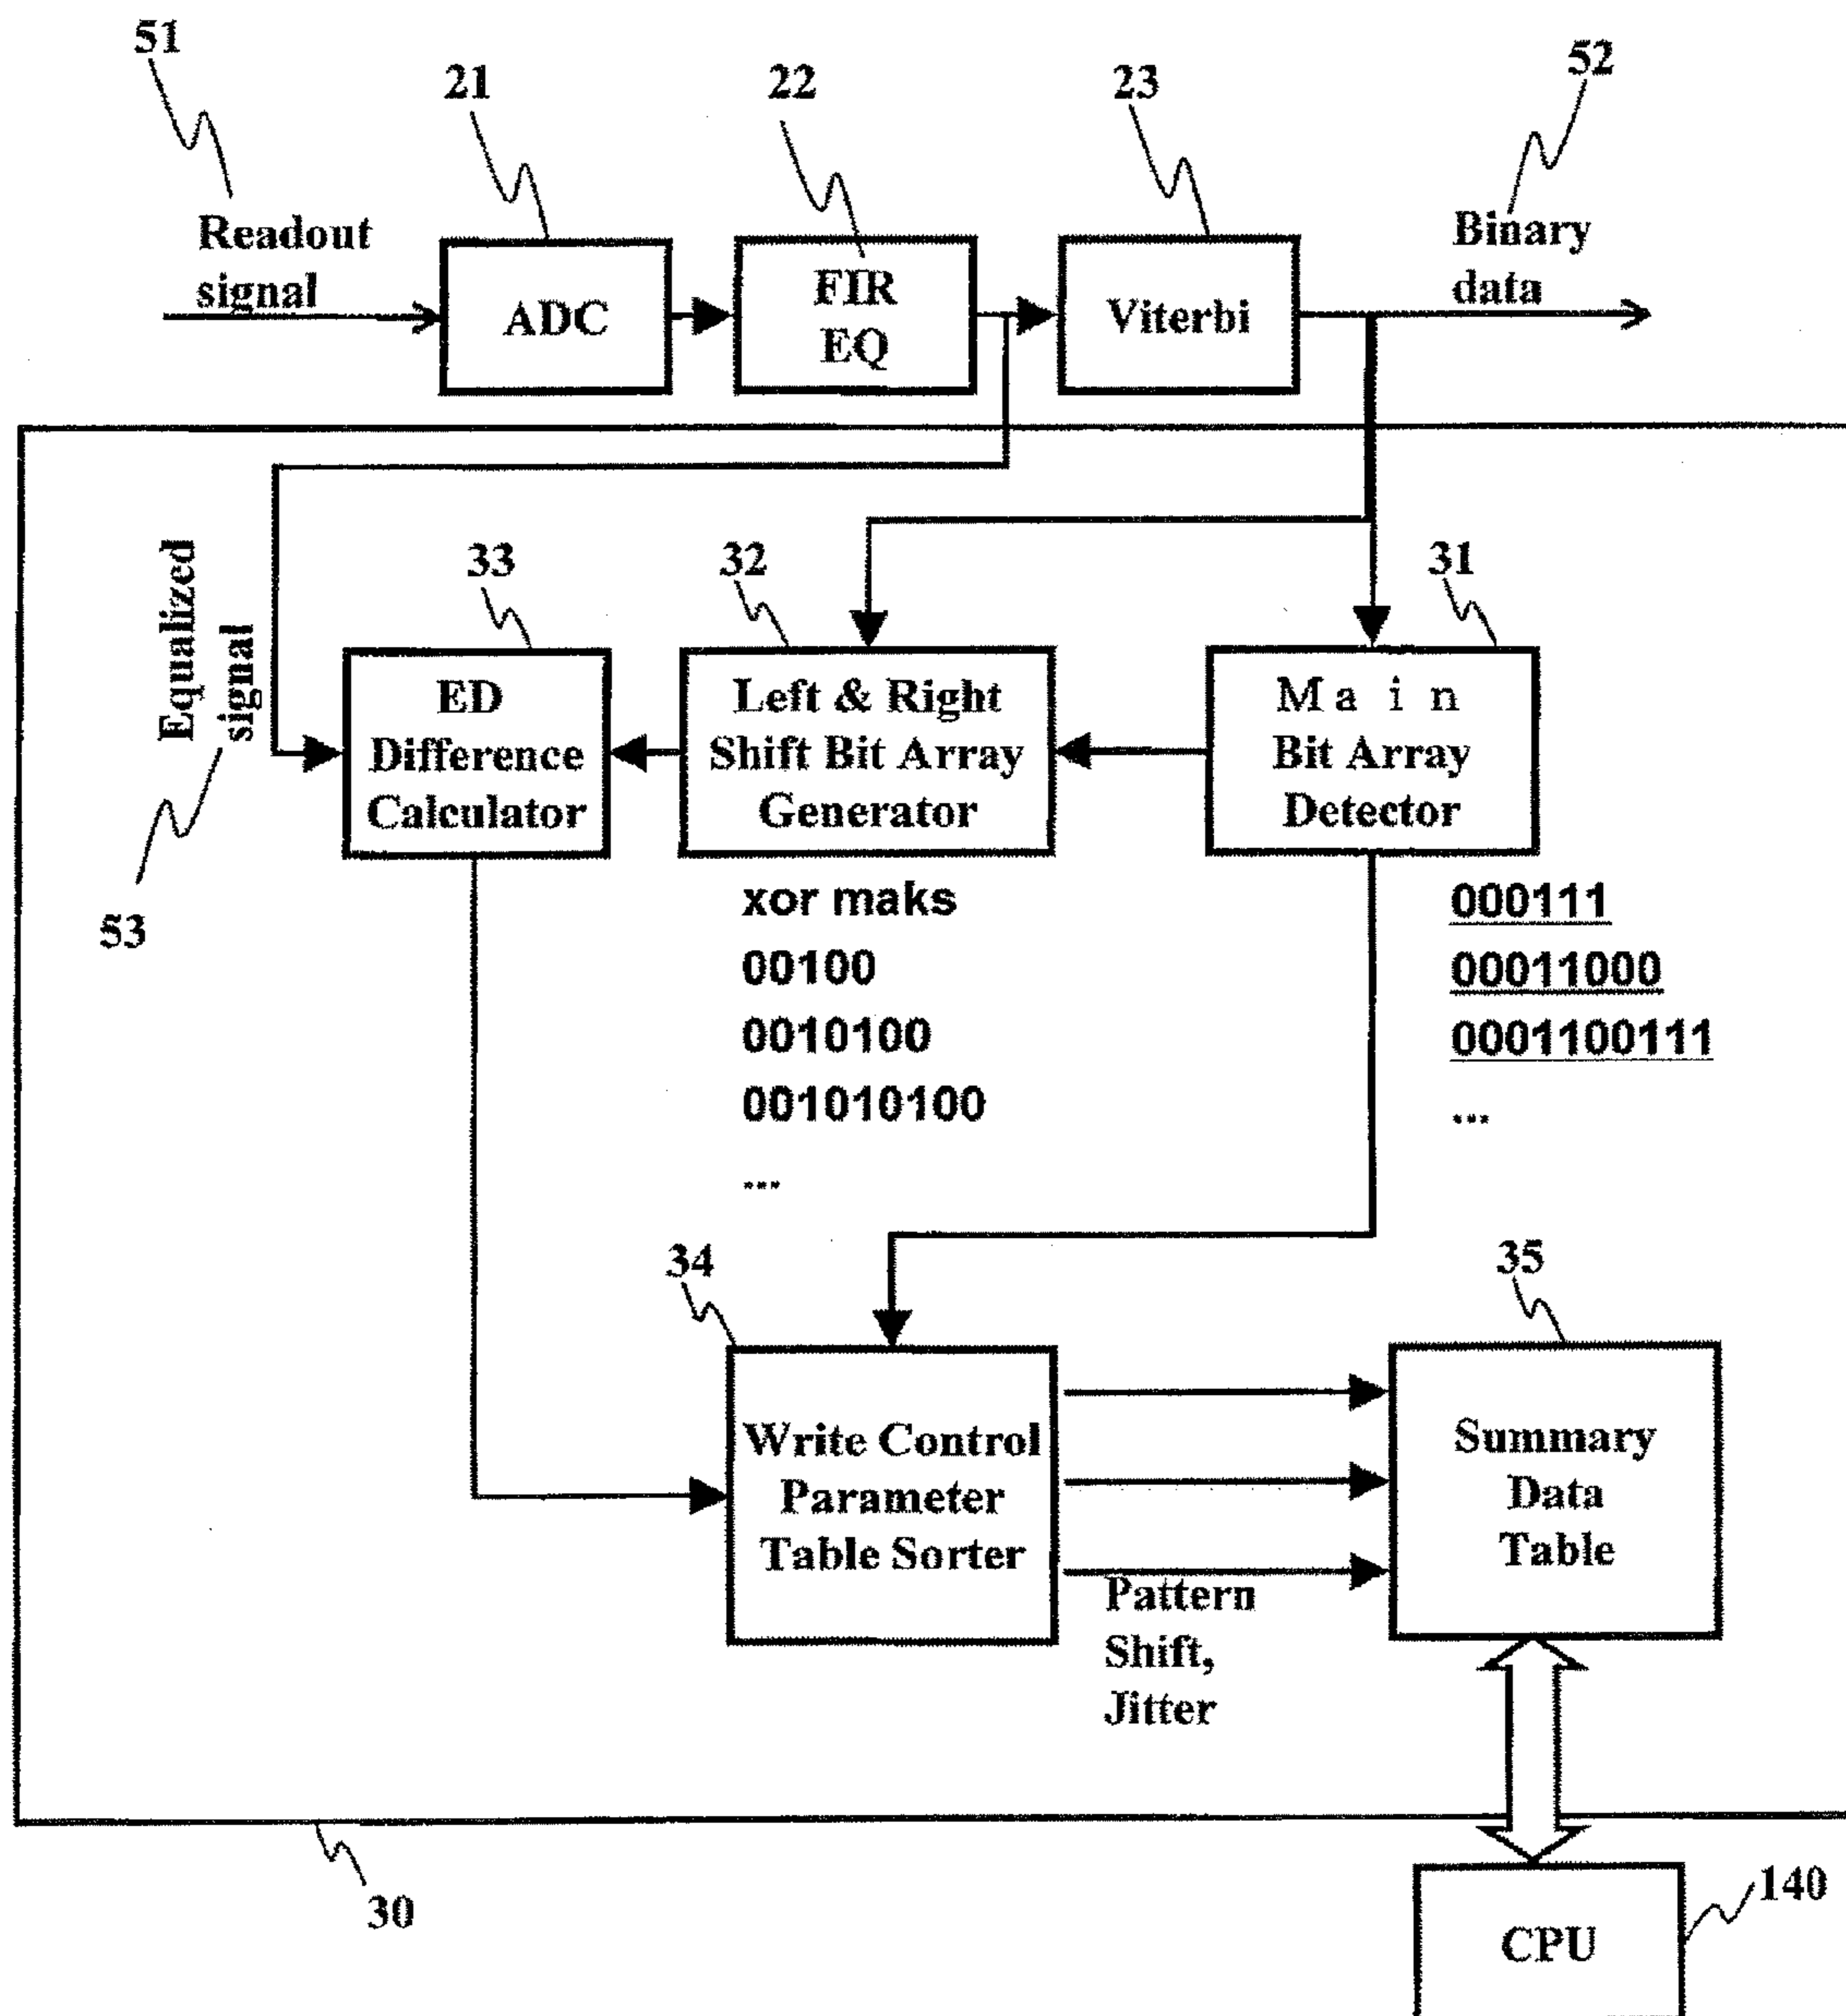 51
21
22
23
52
Readout
signal
ADC
FIR
EQ
Viterbi
Binary
data
Equalized
signal
53
33
32
31
ED
Difference
Calculator
Left & Right
Shift Bit Array
Generator
Main
Bit Array
Detector
xor maks
00100
0010100
001010100
...
000111
00011000
0001100111
...
34
35
Write Control
Parameter
Table Sorter
Summary
Data
Table
Pattern
Shift,
Jitter
30
140
CPU